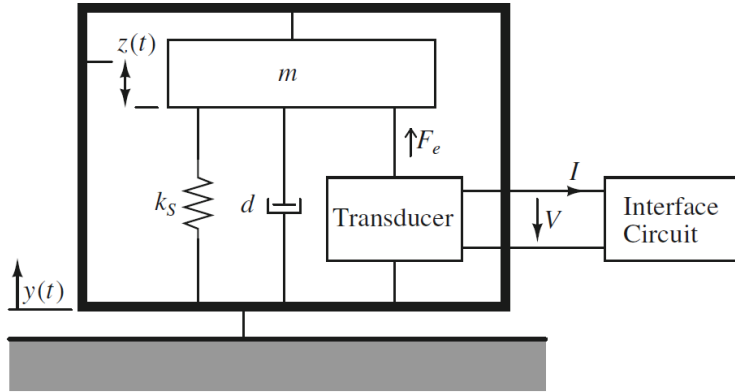 z(t)
m
F_e
I
k_S
d
Transducer
V
Interface
Circuit
y(t)